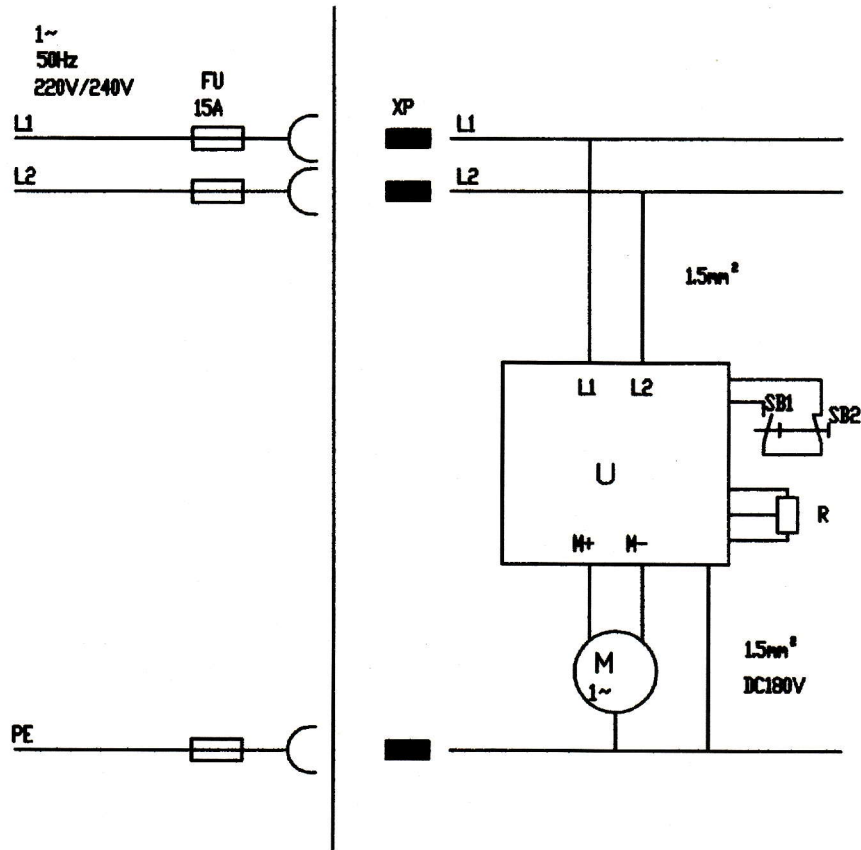 1~
50Hz
220V/240V
FU
15A
XP
L1
L1
L2
L2
1.5mm²
L1 L2
SB1
SB2
U
R
M+ M-
M
1~
1.5mm²
DC180V
PE